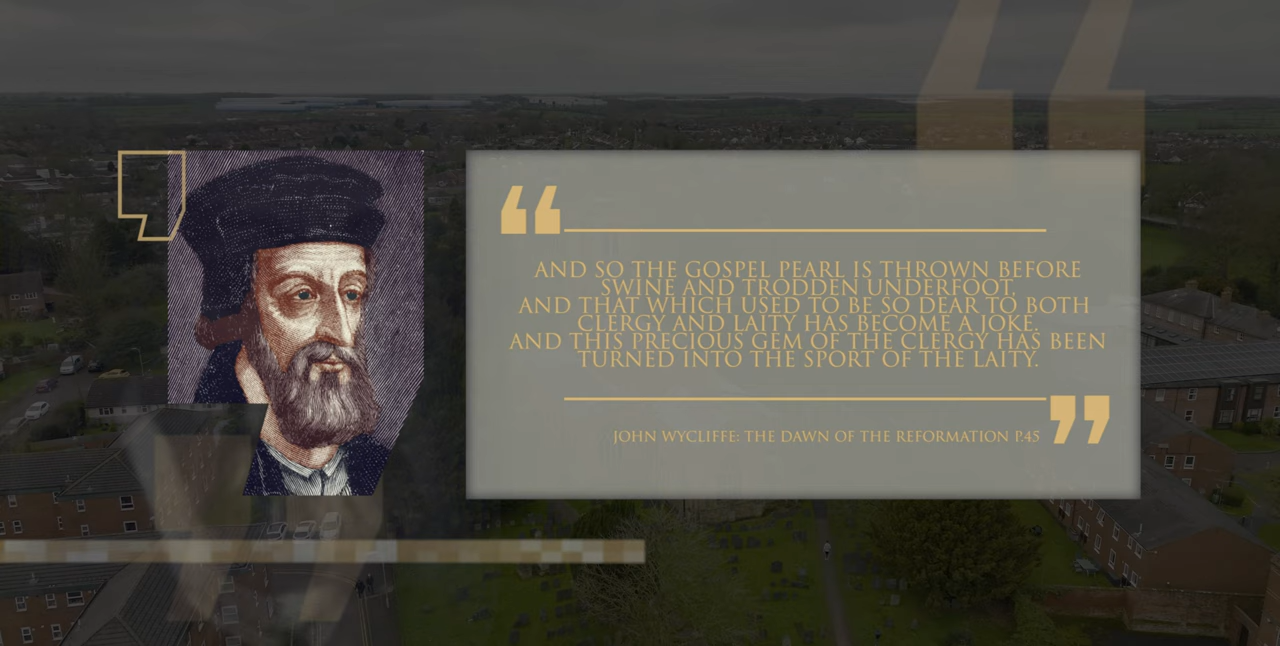 AND SO THE GOSPEL PEARL IS THROWN BEFORE
SWINE AND TRODDEN UNDERFOOT,
AND THAT WHICH USED TO BE SO DEAR TO BOTH
CLERGY AND LAITY HAS BECOME A JOKE.
AND THIS PRECIOUS GEM OF THE CLERGY HAS BEEN
TURNED INTO THE SPORT OF THE LAITY.
JOHN WYCLIFFE: THE DAWN OF THE REFORMATION P.45